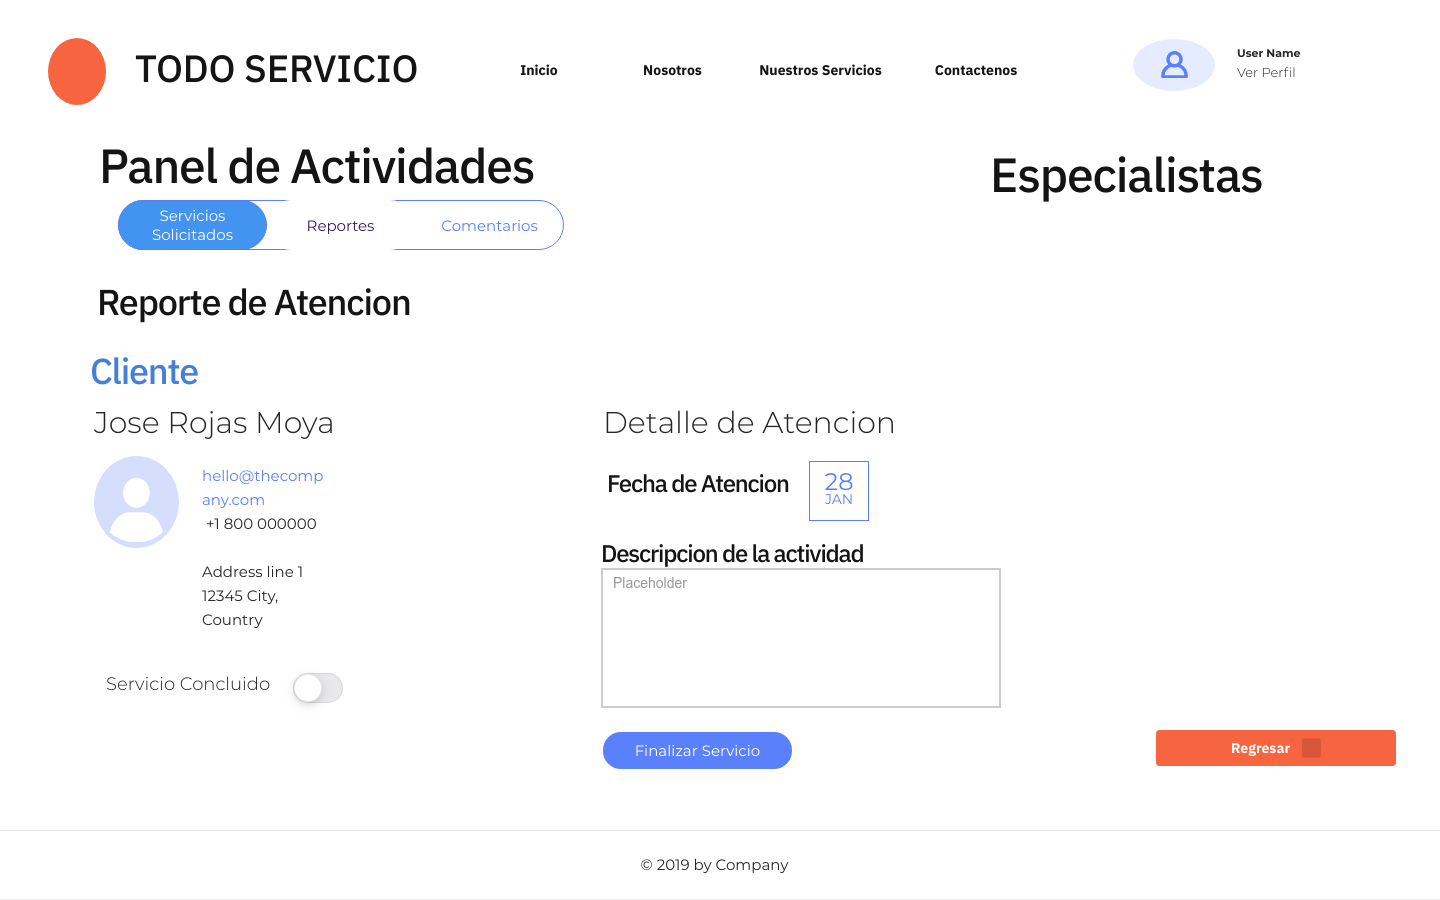 TODO SERVICIO
Inicio
Nosotros
Nuestros Servicios
Contactenos
User Name
Ver Perfil
Panel de Actividades
Especialistas
Servicios
Solicitados
Reportes
Comentarios
Reporte de Atencion
Cliente
Jose Rojas Moya
hello@thecomp
any.com
+1 800 000000
Address line 1
12345 City,
Country
Servicio Concluido
Detalle de Atencion
Fecha de Atencion
28
JAN
Descripcion de la actividad
Placeholder
Finalizar Servicio
Regresar
© 2019 by Company